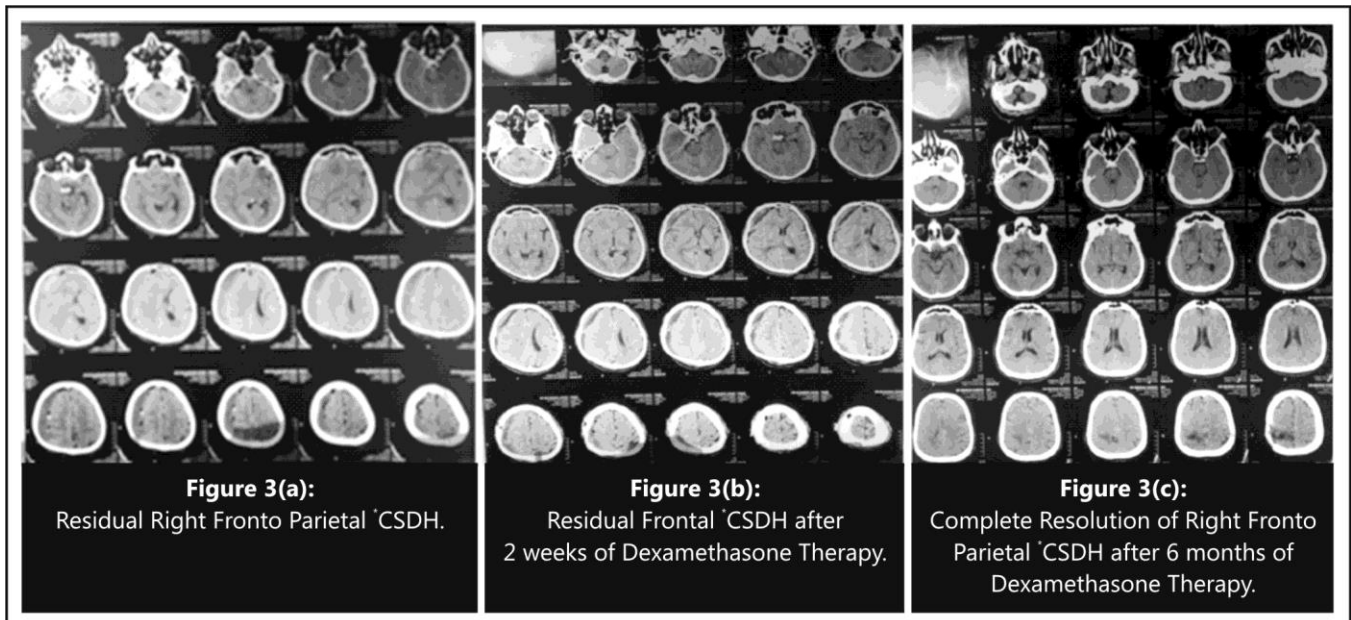 Figure 3(a):
Residual Right Fronto Parietal *CSDH.
Figure 3(b):
Residual Frontal *CSDH after
2 weeks of Dexamethasone Therapy.
Figure 3(c):
Complete Resolution of Right Fronto
Parietal *CSDH after 6 months of
Dexamethasone Therapy.